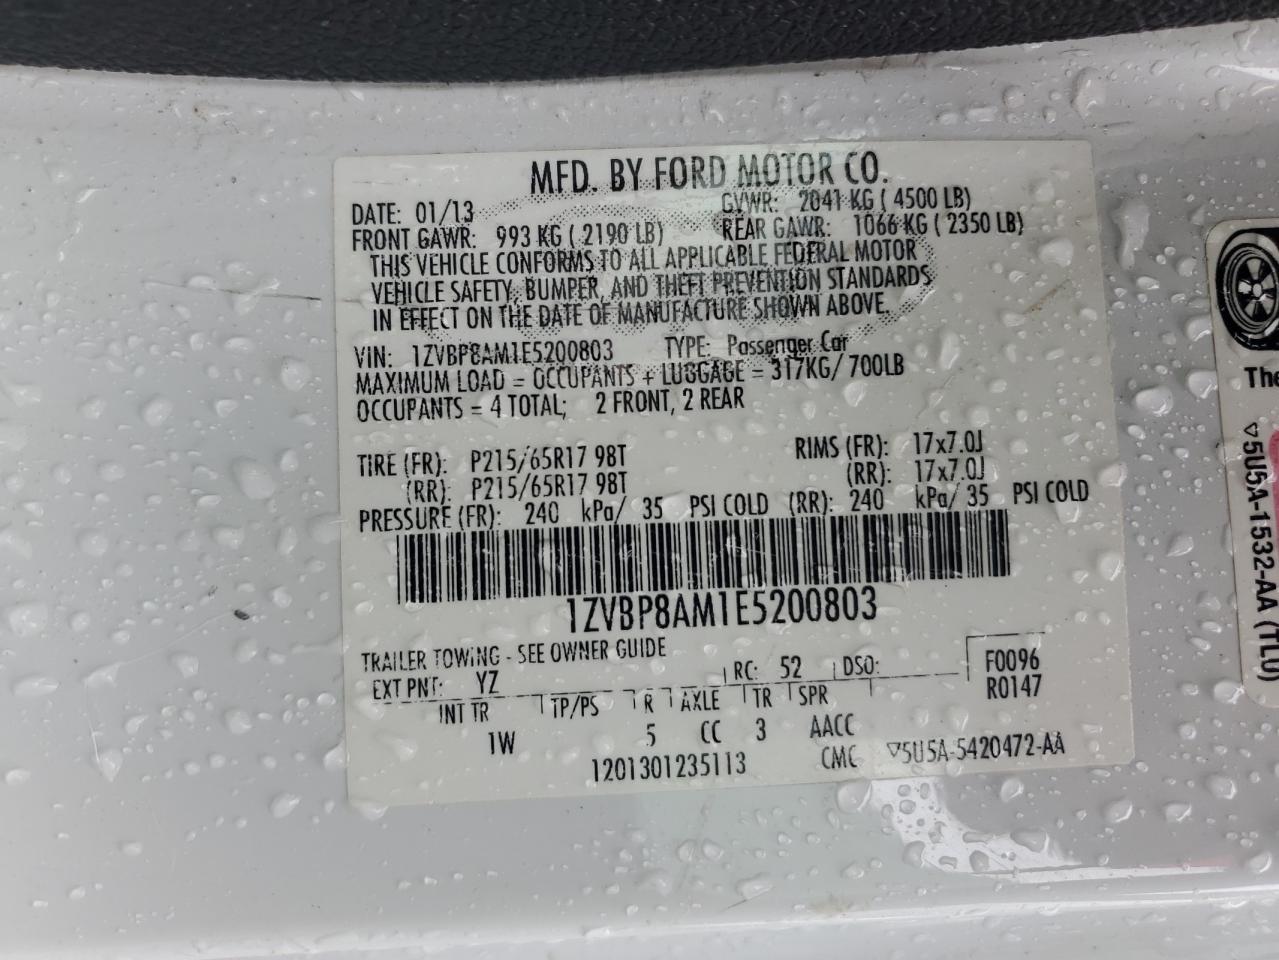 MFD. BY FORD MOTOR CO.
DATE: 01/13 GVWR: 2041 KG ( 4500 LB)
FRONT GAWR: 993 KG ( 2190 LB) REAR GAWR: 1066 KG ( 2350 LB)
THIS VEHICLE CONFORMS TO ALL APPLICABLE FEDERAL MOTOR
VEHICLE SAFETY, BUMPER, AND THEFT PREVENTION STANDARDS
IN EFFECT ON THE DATE OF MANUFACTURE SHOWN ABOVE.
VIN: 1ZVBP8AM1E5200803 TYPE: Passenger Car
MAXIMUM LOAD = OCCUPANTS + LUGGAGE = 317KG/ 700LB
OCCUPANTS = 4 TOTAL; 2 FRONT, 2 REAR
TIRE (FR): P215/65R17 98T RIMS (FR): 17x7.0J
(RR): P215/65R17 98T (RR): 17x7.0J
PRESSURE (FR): 240 kPa/ 35 PSI COLD (RR): 240 kPa/ 35 PSI COLD
1ZVBP8AM1E5200803
TRAILER TOWING - SEE OWNER GUIDE
EXT PNT: YZ RC: 52 DSO: F0096
R0147
INT TR TP/PS R AXLE TR SPR
1W 5 CC 3 AACC
1201301235113 CMC ▽5U5A-5420472-AA
The
▽5U5A-1532-AA (TL0)